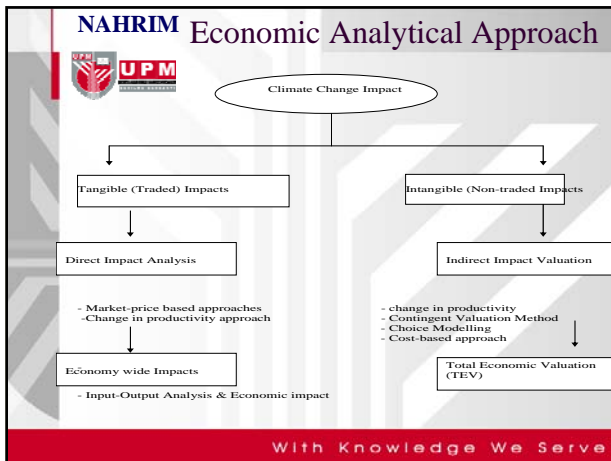 NAHRIM Economic Analytical Approach
UPM
UPM
Climate Change Impact
Tangible (Traded) Impacts
Intangible (Non-traded Impacts
Direct Impact Analysis
Indirect Impact Valuation
- Market-price based approaches
-Change in productivity approach
- change in productivity
- Contingent Valuation Method
- Choice Modelling
- Cost-based approach
Economy wide Impacts
Total Economic Valuation
(TEV)
- Input-Output Analysis & Economic impact
With Knowledge We Serve